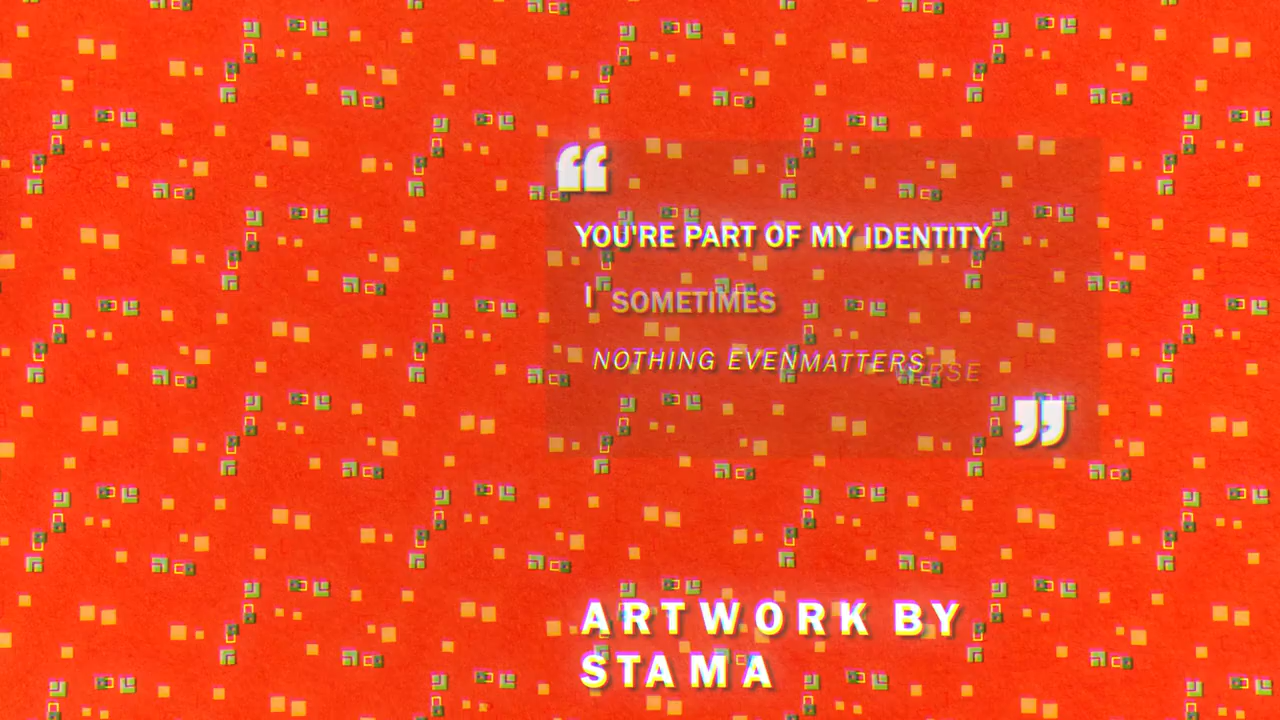 “
YOU'RE PART OF MY IDENTITY
I SOMETIMES
NOTHING EVENMATTERS
”
ARTWORK BY
STAMA